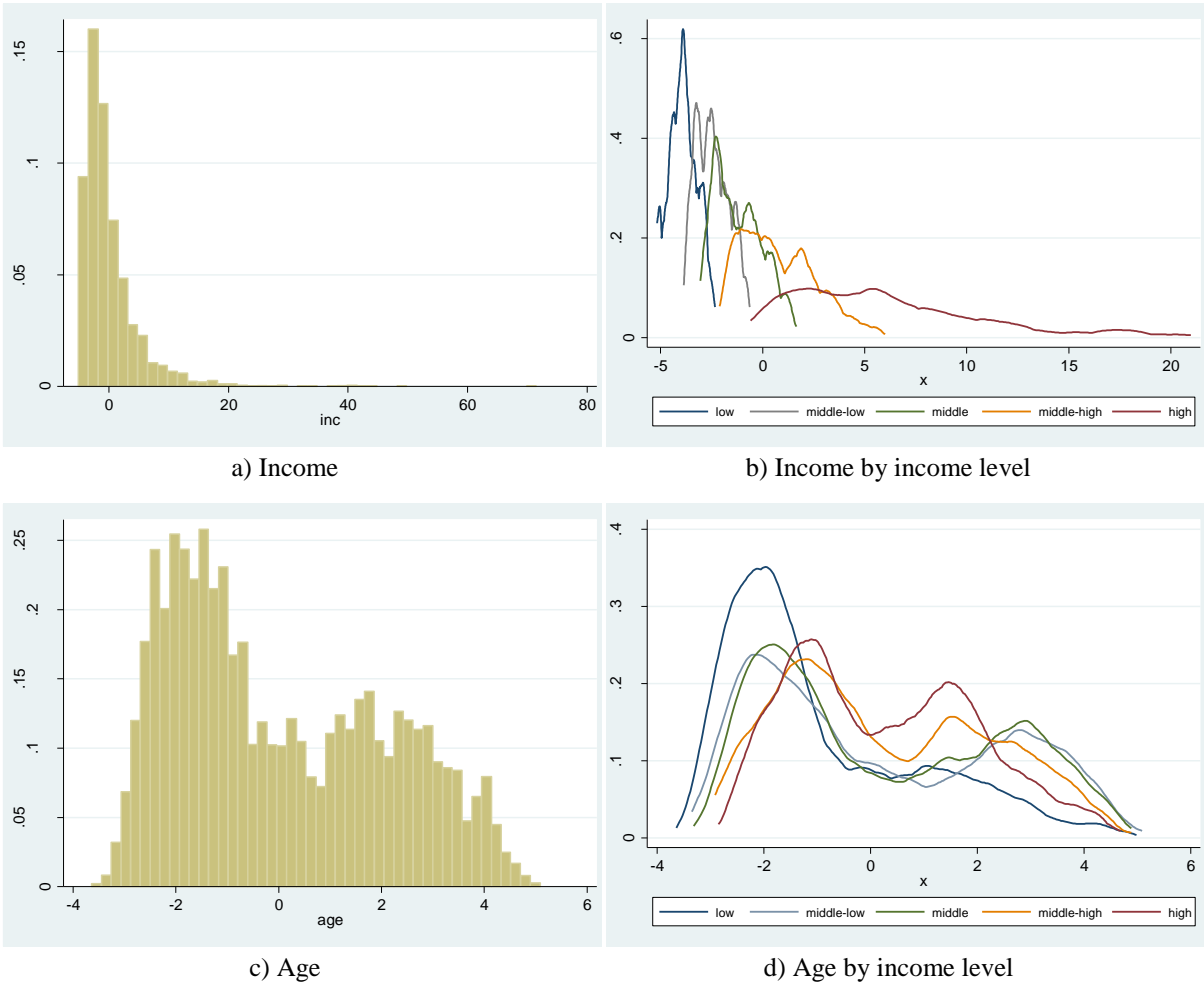 .15
.1
.05
0
0 20 40 60 80
inc
a) Income
.6
.4
.2
0
-5 0 5 10 15 20
x
low middle-low middle middle-high high
b) Income by income level
.25
.2
.15
.1
.05
0
-4 -2 0 2 4 6
age
c) Age
.4
.3
.2
.1
0
-4 -2 0 2 4 6
x
low middle-low middle middle-high high
d) Age by income level